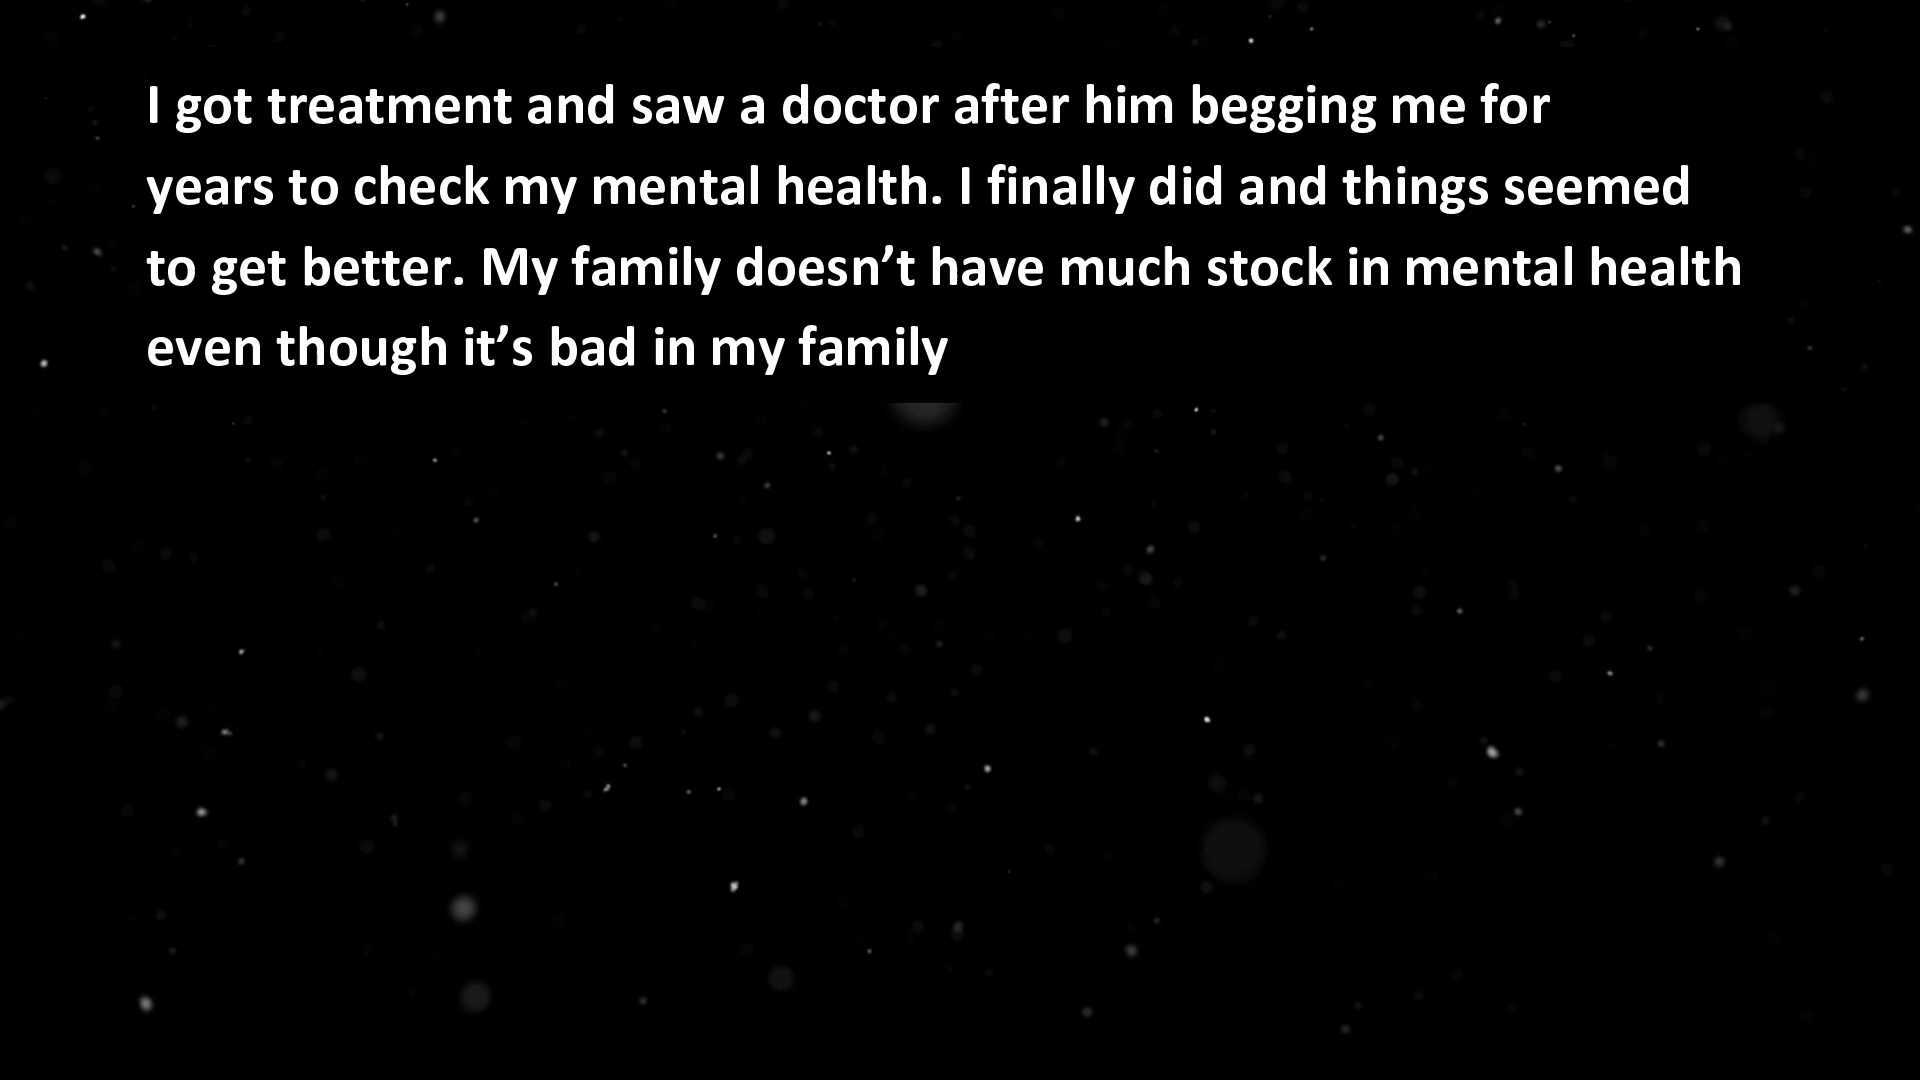 I got treatment and saw a doctor after him begging me for
years to check my mental health. I finally did and things seemed
to get better. My family doesn’t have much stock in mental health
even though it’s bad in my family